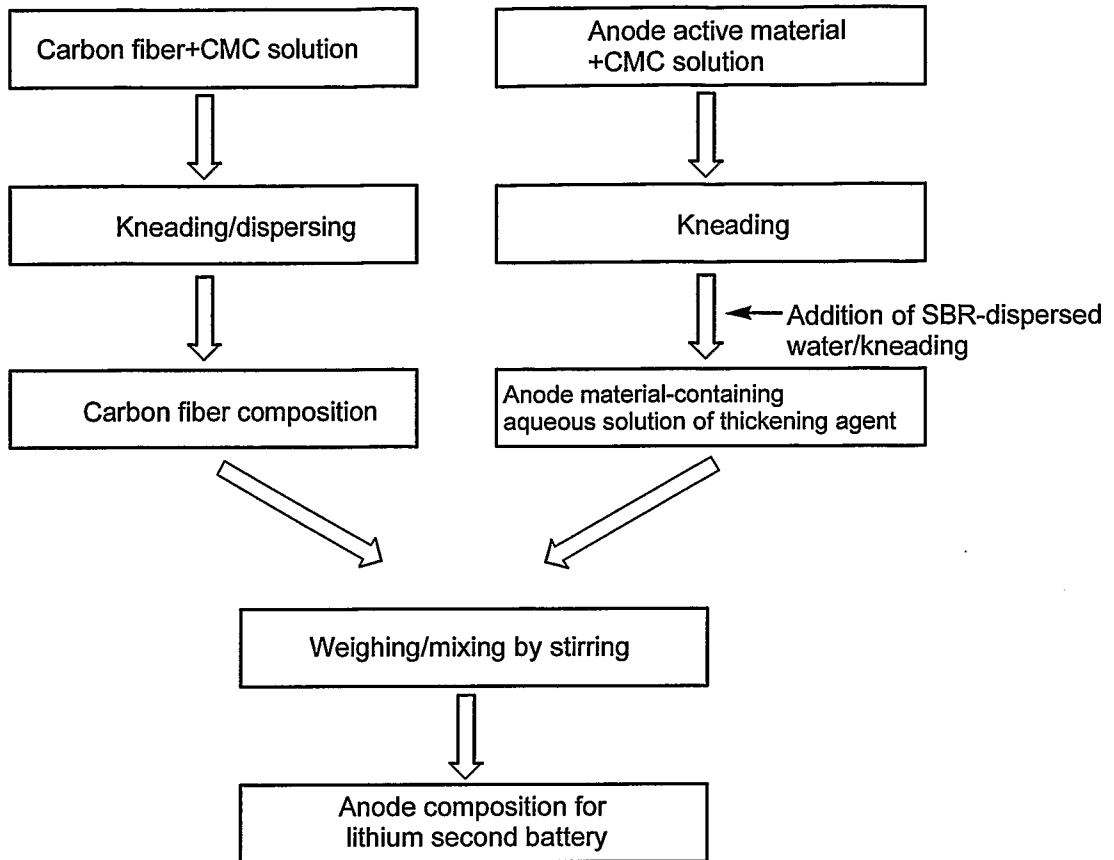 Carbon fiber+CMC solution
Anode active material
+CMC solution
Kneading/dispersing
Kneading
Addition of SBR-dispersed
water/kneading
Carbon fiber composition
Anode material-containing
aqueous solution of thickening agent
Weighing/mixing by stirring
Anode composition for
lithium second battery